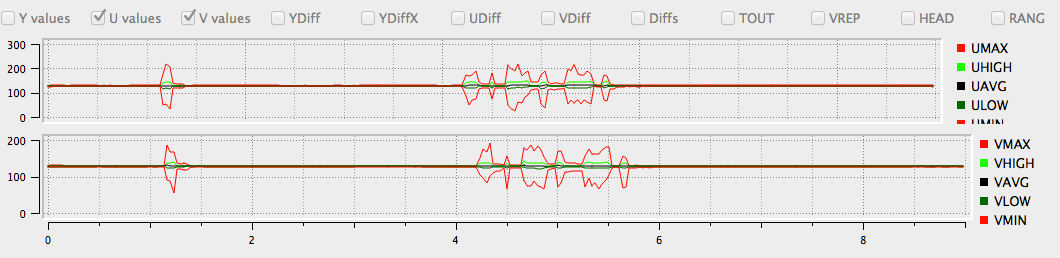 Y values U values V values YDiff YDiffX UDiff VDiff Diffs TOUT VREP HEAD RANG
300
200
100
0
UMAX
UHIGH
UAVG
ULOW
UMIN
200
100
0
VMAX
VHIGH
VAVG
VLOW
VMIN
0 2 4 6 8